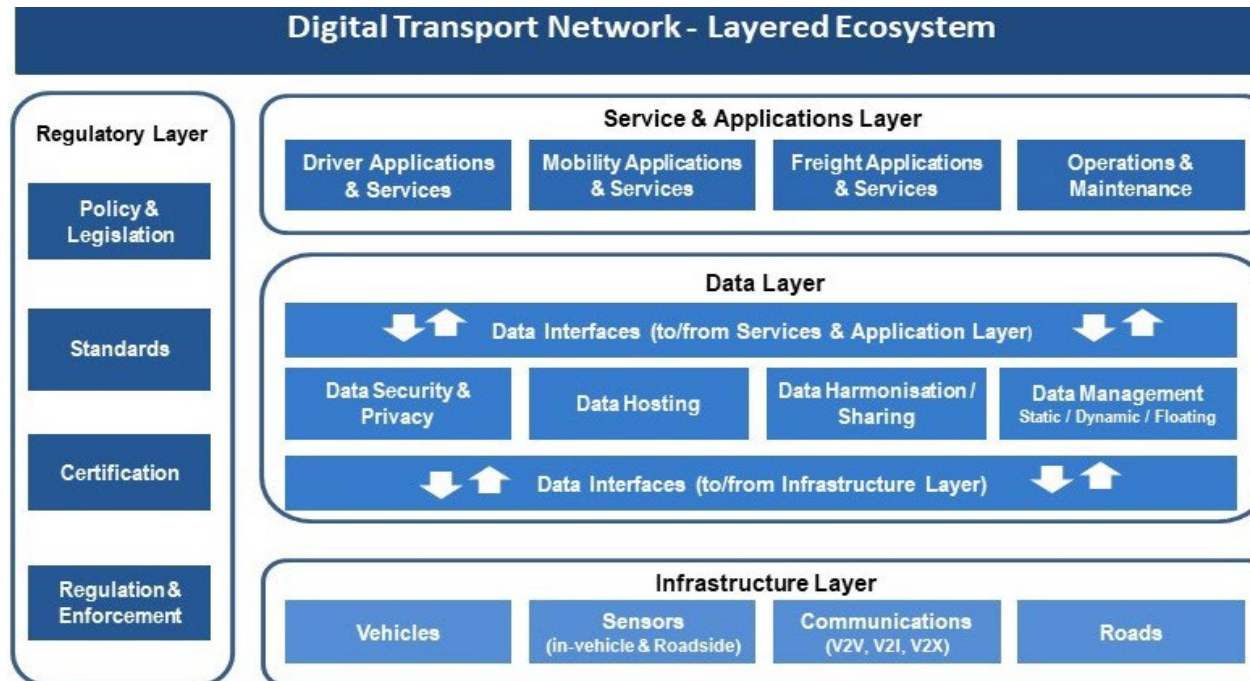 Digital Transport Network - Layered Ecosystem
Regulatory Layer
Policy &
Legislation
Standards
Certification
Regulation &
Enforcement
Service & Applications Layer
Driver Applications
& Services
Mobility Applications
& Services
Freight Applications
& Services
Operations &
Maintenance
Data Layer
Data Interfaces (to/from Services & Application Layer)
Data Security &
Privacy
Data Hosting
Data Harmonisation /
Sharing
Data Management
Static / Dynamic / Floating
Data Interfaces (to/from Infrastructure Layer)
Infrastructure Layer
Vehicles
Sensors
(in-vehicle & Roadside)
Communications
(V2V, V2I, V2X)
Roads